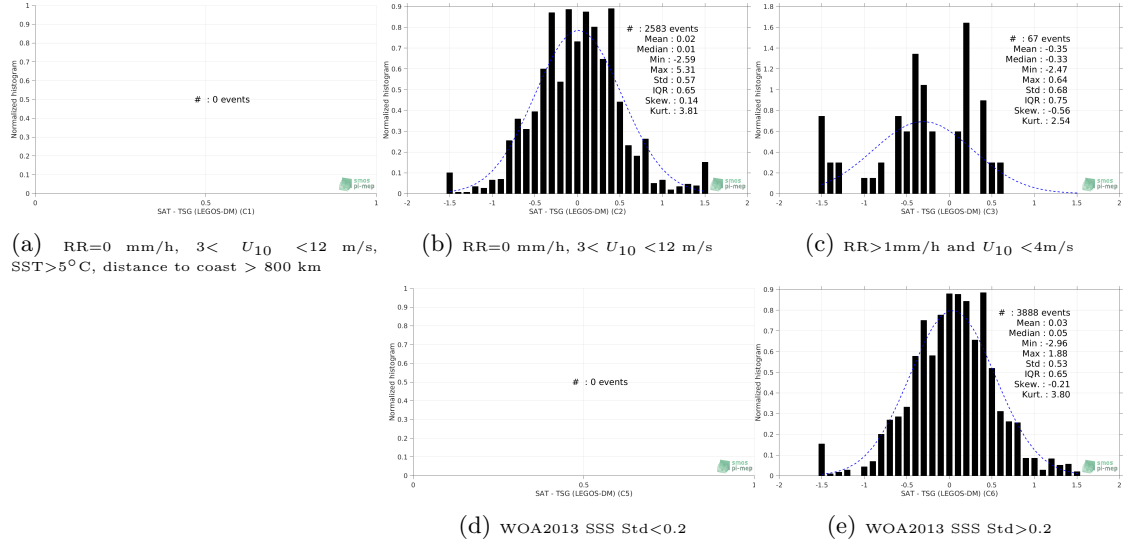 1
0.9
0.8
0.7
0.6
0.5
0.4
0.3
0.2
0.1
0
Normalized histogram
# : 0 events
smos
pi-mep
0 0.5 1
SAT - TSG (LEGOS-DM) (C1)
(a) RR=0 mm/h, 3< U10 <12 m/s,
SST>5°C, distance to coast > 800 km
0.9
0.8
0.7
0.6
0.5
0.4
0.3
0.2
0.1
0
Normalized histogram
# : 2583 events
Mean : 0.02
Median : 0.01
Min : -2.59
Max : 5.31
Std : 0.57
IQR : 0.65
Skew. : 0.14
Kurt. : 3.81
smos
pi-mep
-2 -1.5 -1 -0.5 0 0.5 1 1.5 2
SAT - TSG (LEGOS-DM) (C2)
(b) RR=0 mm/h, 3< U10 <12 m/s
1.8
1.6
1.4
1.2
1
0.8
0.6
0.4
0.2
0
Normalized histogram
# : 67 events
Mean : -0.35
Median : -0.33
Min : -2.47
Max : 0.64
Std : 0.68
IQR : 0.75
Skew. : -0.56
Kurt. : 2.54
smos
pi-mep
-2 -1.5 -1 -0.5 0 0.5 1 1.5 2
SAT - TSG (LEGOS-DM) (C3)
(c) RR>1mm/h and U10 <4m/s
1
0.9
0.8
0.7
0.6
0.5
0.4
0.3
0.2
0.1
0
Normalized histogram
# : 0 events
smos
pi-mep
0 0.5 1
SAT - TSG (LEGOS-DM) (C5)
(d) WOA2013 SSS Std<0.2
0.9
0.8
0.7
0.6
0.5
0.4
0.3
0.2
0.1
0
Normalized histogram
# : 3888 events
Mean : 0.03
Median : 0.05
Min : -2.96
Max : 1.88
Std : 0.53
IQR : 0.65
Skew. : -0.21
Kurt. : 3.80
smos
pi-mep
-2 -1.5 -1 -0.5 0 0.5 1 1.5 2
SAT - TSG (LEGOS-DM) (C6)
(e) WOA2013 SSS Std>0.2